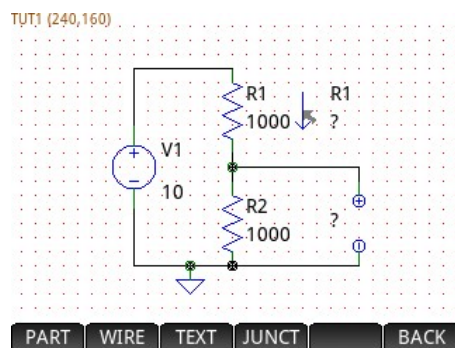 TUT1 (240,160)
R1 R1
1000 ?
V1
10
R2
1000 ?
PART WIRE TEXT JUNCT BACK